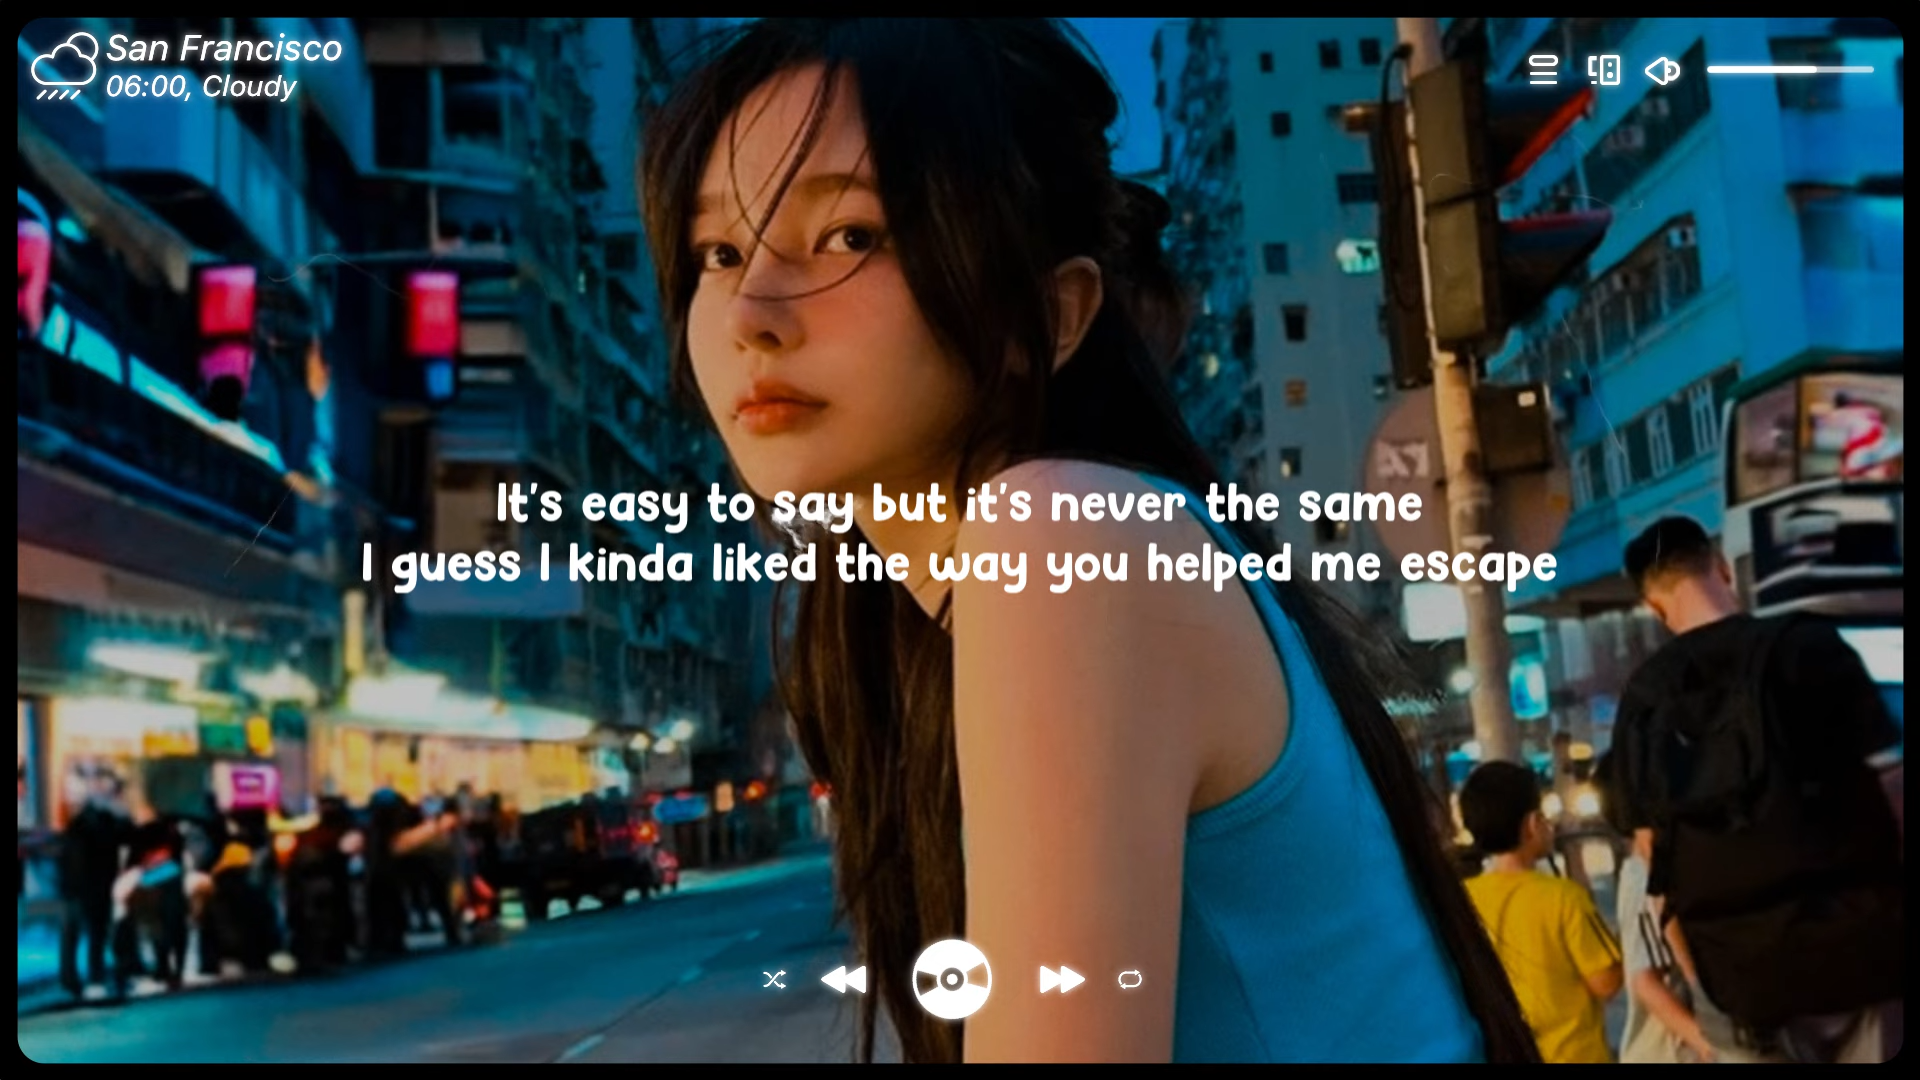 San Francisco
06:00, Cloudy
It's easy to say but it's never the same
I guess I kinda liked the way you helped me escape